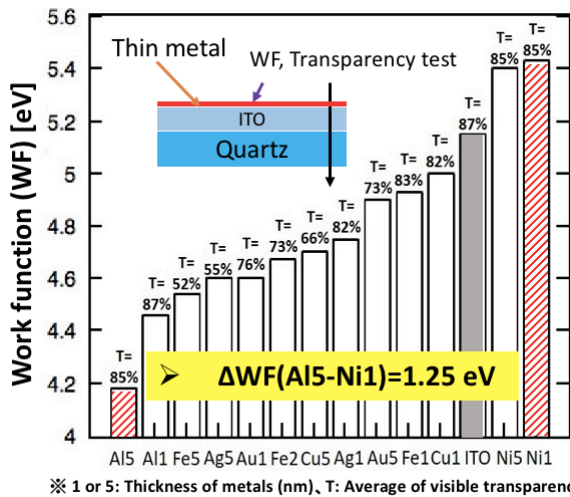 Work function (WF) [eV]
5.6
5.4
5.2
5
4.8
4.6
4.4
4.2
4
Thin metal
WF, Transparency test
ITO
Quartz
T=
85%
T=
87%
T=
52%
T=
55%
T=
76%
T=
73%
T=
66%
T=
82%
T=
73%
T=
83%
T=
82%
T=
87%
T=
85%
T=
85%
➢ ΔWF(Al5-Ni1)=1.25 eV
Al5 Al1 Fe5 Ag5 Au1 Fe2 Cu5 Ag1 Au5 Fe1 Cu1 ITO Ni5 Ni1
※ 1 or 5: Thickness of metals (nm)、T: Average of visible transparenc